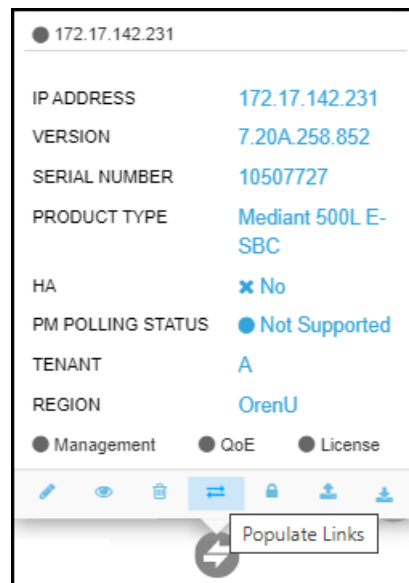 172.17.142.231
IP ADDRESS 172.17.142.231
VERSION 7.20A.258.852
SERIAL NUMBER 10507727
PRODUCT TYPE Mediant 500L E-
SBC
HA No
PM POLLING STATUS Not Supported
TENANT A
REGION OrenU
Management QoE License
Populate Links